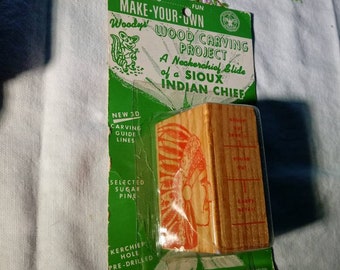 FUN
MAKE-YOUR-OWN
Woodys'
WOOD CARVING
PROJECT
A Neckerchief Slide
of a SIOUX
INDIAN CHIEF
NEW 3D
CARVING
GUIDE
LINES
SELECTED
SUGAR
PINE
KERCHIEF
HOLE
PRE-DRILLED